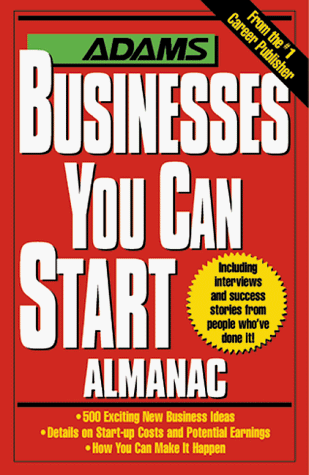 From the #1
Career Publisher
ADAMS
BUSINESSES
YOU CAN
START
ALMANAC
Including
interviews
and success
stories from
people who've
done it!
• 500 Exciting New Business Ideas
• Details on Start-up Costs and Potential Earnings
• How You Can Make It Happen